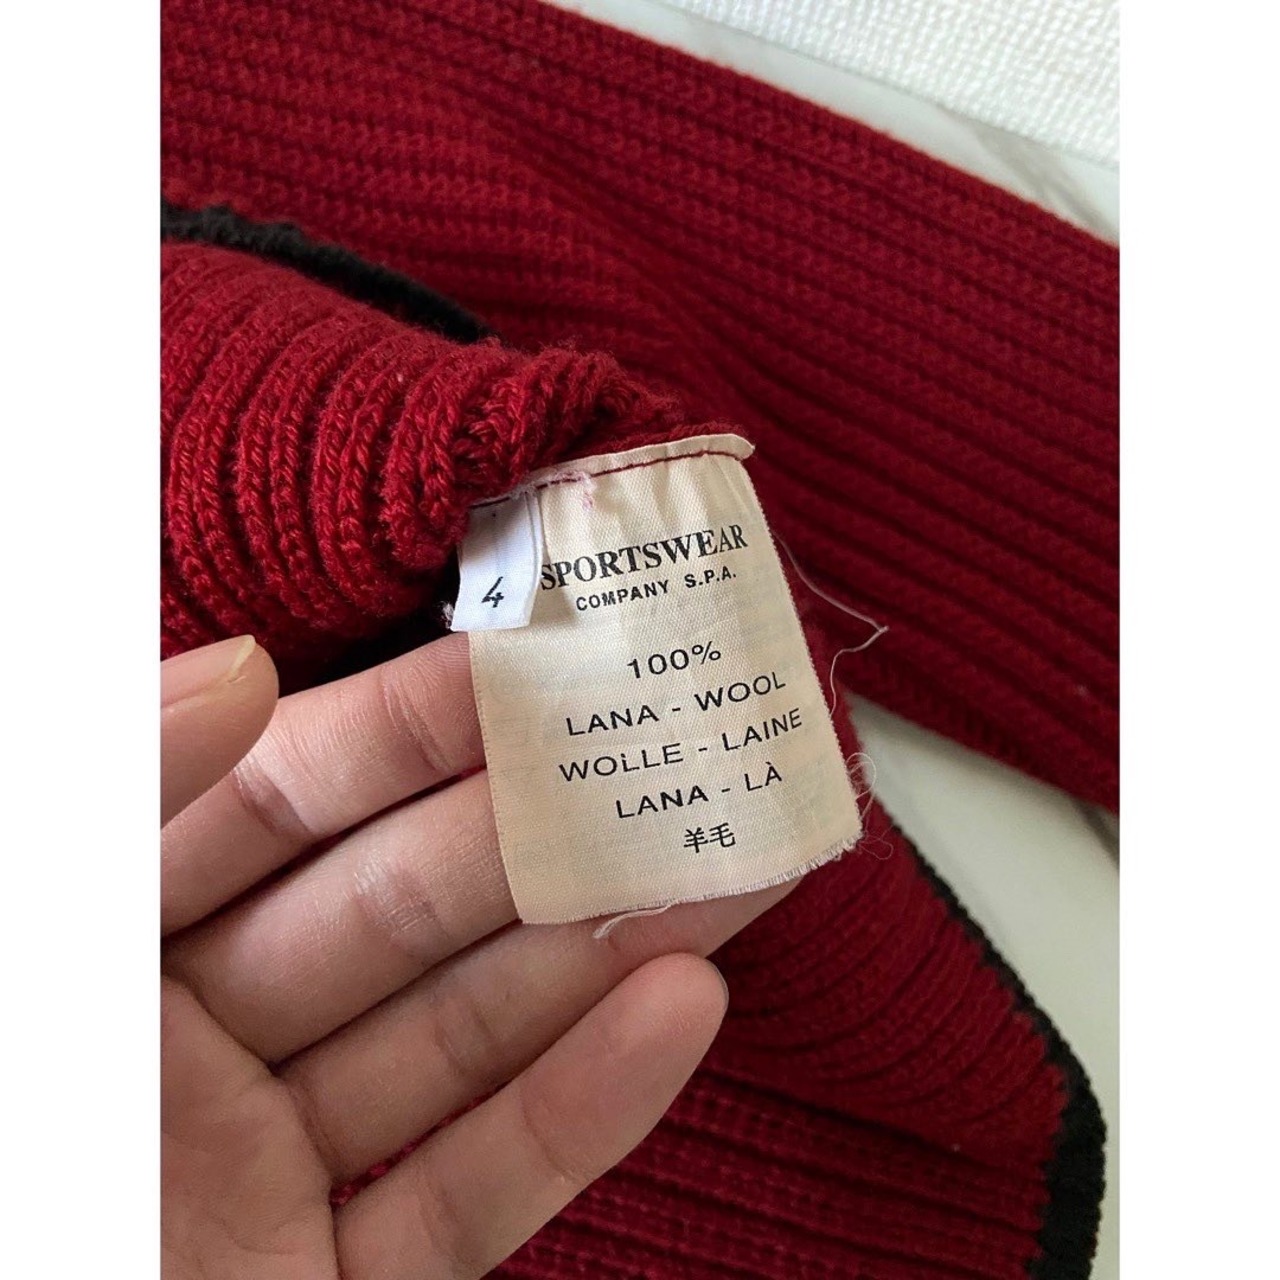 SPORTSWEAR
COMPANY S.P.A.
4
100%
LANA - WOOL
WOLLE - LAINE
LANA - LÀ
羊毛